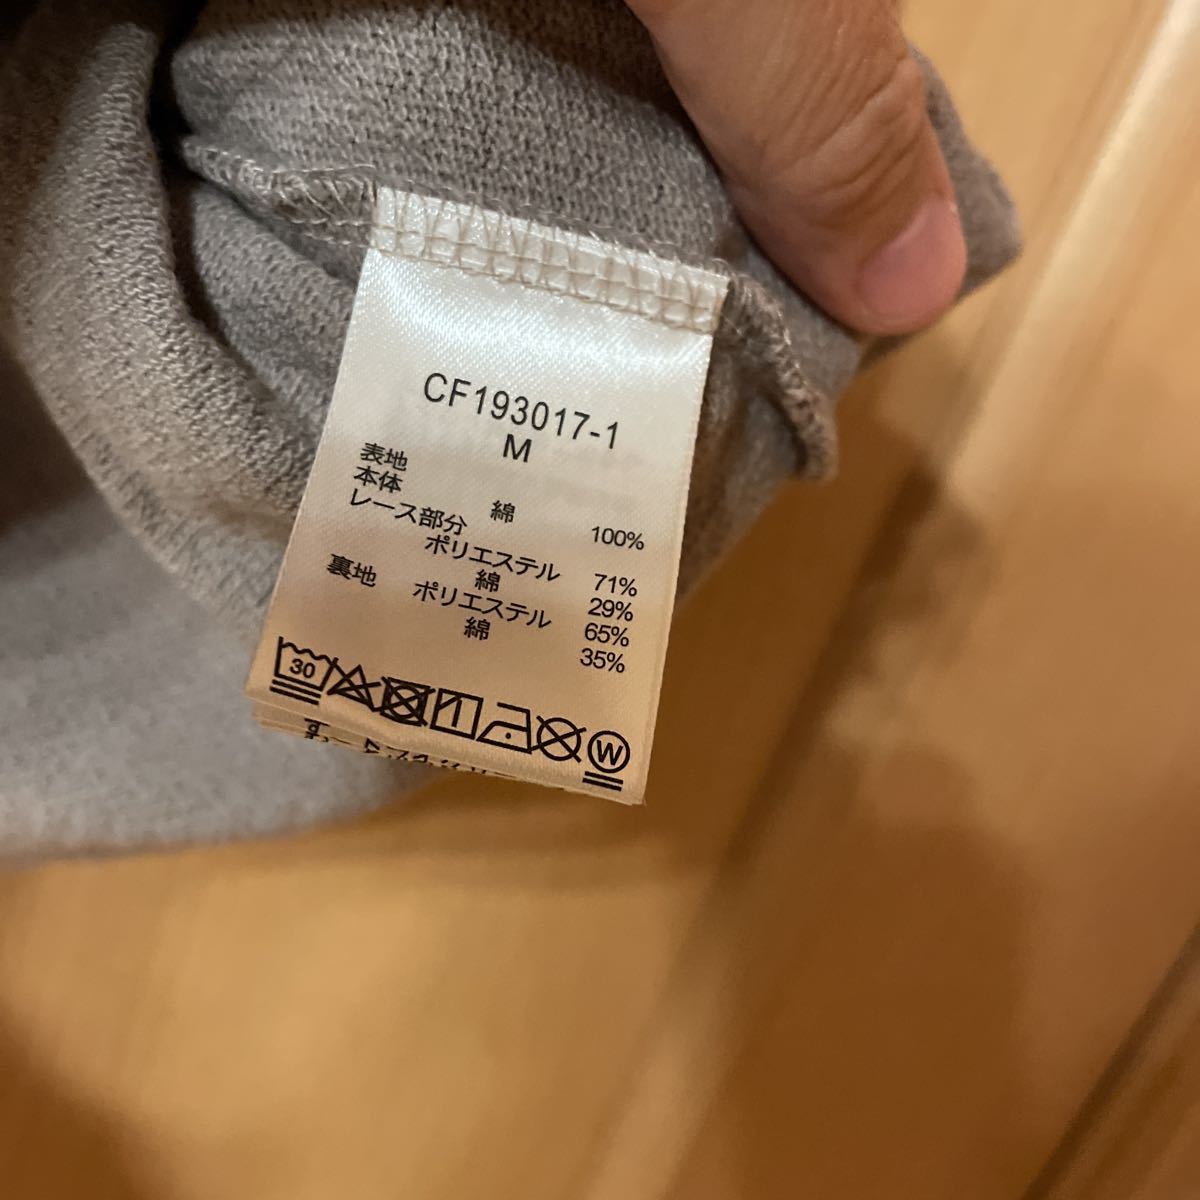 CF193017-1
M
表地
本体
綿 100%
レース部分
ポリエステル 71%
綿 29%
裏地 ポリエステル 65%
綿 35%
30
W